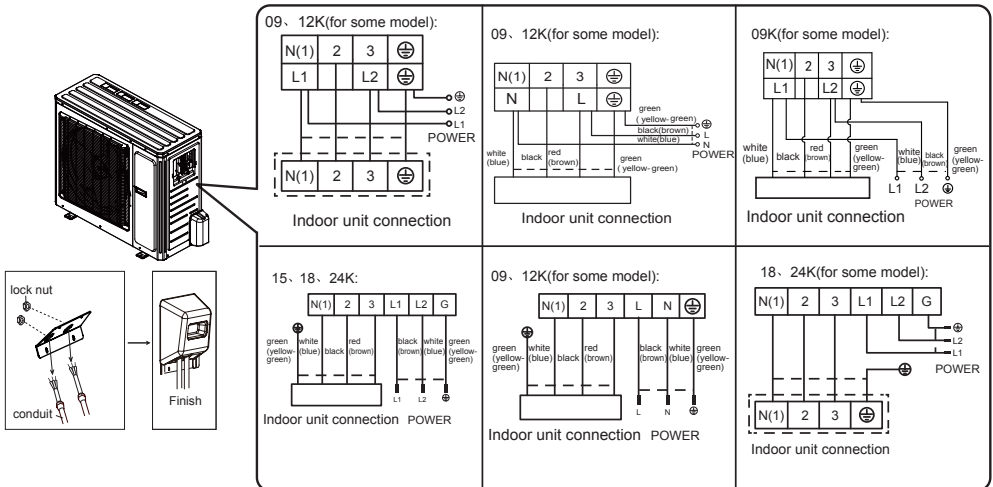 09、12K(for some model):
N(1) 2 3
L1 L2
L2
L1
POWER
N(1) 2 3
Indoor unit connection
09、12K(for some model):
N(1) 2 3
N L
green
( yellow-green)
black(brown)
L
white(blue)
N
POWER
white
(blue)
black
red
(brown)
green
( yellow-green)
Indoor unit connection
09K(for some model):
N(1) 2 3
L1 L2
white
(blue)
black
red
(brown)
green
(yellow-
green)
white
(blue)
black
(brown)
green
(yellow-
green)
L1 L2
POWER
Indoor unit connection
lock nut
conduit
Finish
15、18、24K:
N(1) 2 3 L1 L2 G
green
(yellow-
green)
white
(blue)
black
red
(brown)
black
(brown)
white
(blue)
green
(yellow-
green)
L1 L2
Indoor unit connection POWER
09、12K(for some model):
N(1) 2 3 L N
green
(yellow-
green)
white
(blue)
black
red
(brown)
black
(brown)
white
(blue)
green
(yellow-
green)
L N
Indoor unit connection POWER
18、24K(for some model):
N(1) 2 3 L1 L2 G
L2
L1
POWER
N(1) 2 3
Indoor unit connection